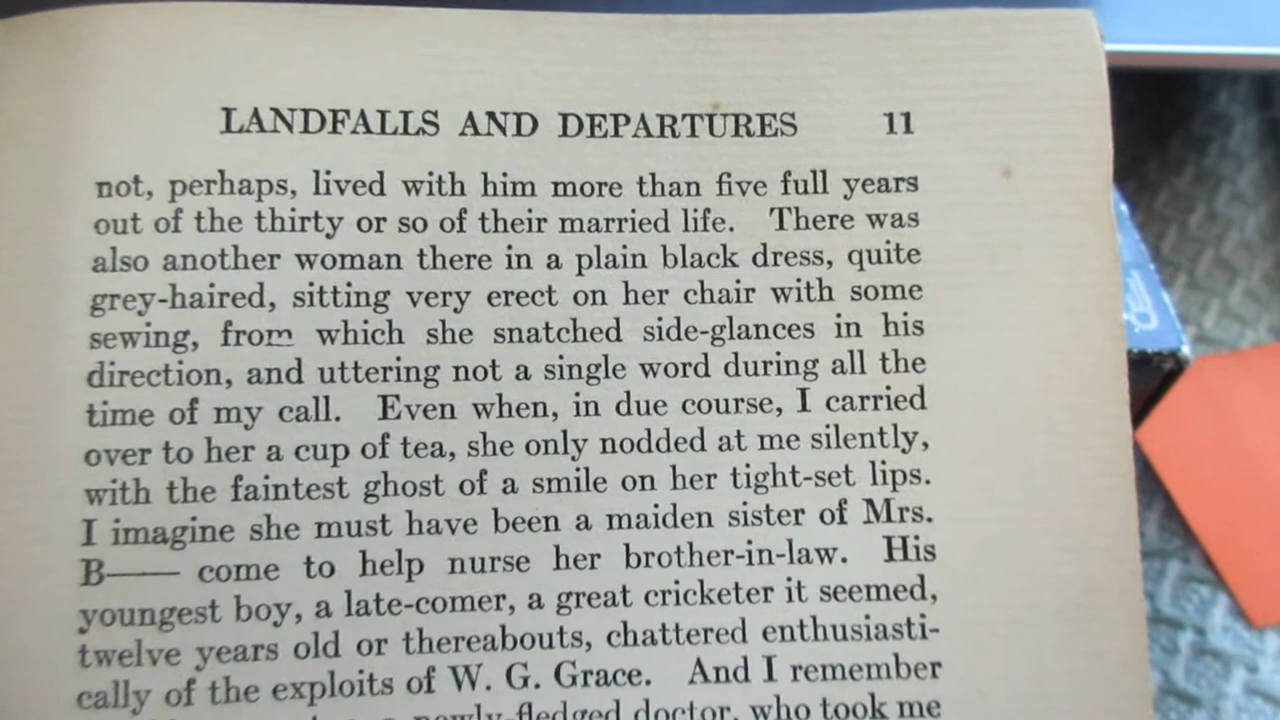 LANDFALLS AND DEPARTURES 11
not, perhaps, lived with him more than five full years
out of the thirty or so of their married life. There was
also another woman there in a plain black dress, quite
grey-haired, sitting very erect on her chair with some
sewing, from which she snatched side-glances in his
direction, and uttering not a single word during all the
time of my call. Even when, in due course, I carried
over to her a cup of tea, she only nodded at me silently,
with the faintest ghost of a smile on her tight-set lips.
I imagine she must have been a maiden sister of Mrs.
B—— come to help nurse her brother-in-law. His
youngest boy, a late-comer, a great cricketer it seemed,
twelve years old or thereabouts, chattered enthusiasti-
cally of the exploits of W. G. Grace. And I remember
newly-fledged doctor, who took me